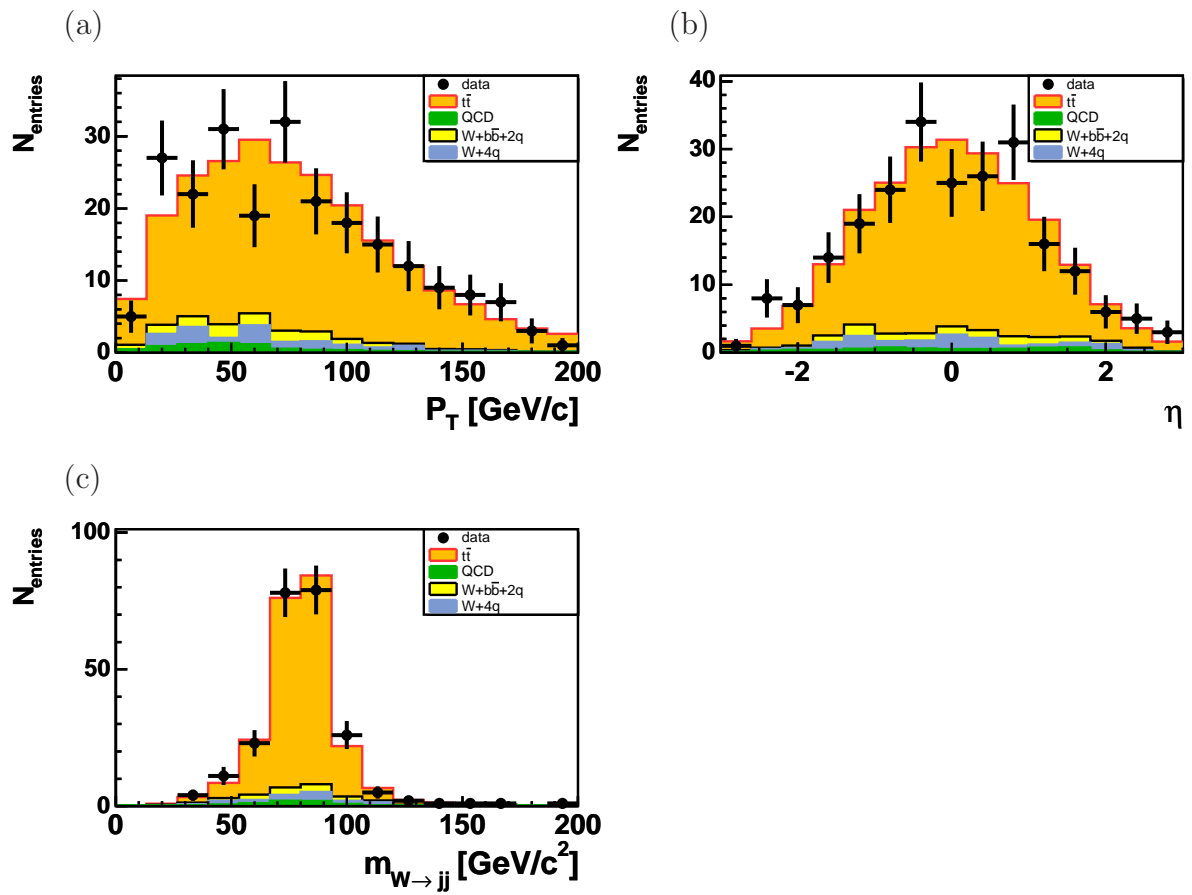 (a)
N_entries
30
20
10
0
0 50 100 150 200
P_T [GeV/c]
data
tt̄
QCD
W+bb̄+2q
W+4q
(b)
N_entries
40
30
20
10
0
-2 0 2
η
data
tt̄
QCD
W+bb̄+2q
W+4q
(c)
N_entries
100
50
0
0 50 100 150 200
m_W→jj [GeV/c²]
data
tt̄
QCD
W+bb̄+2q
W+4q